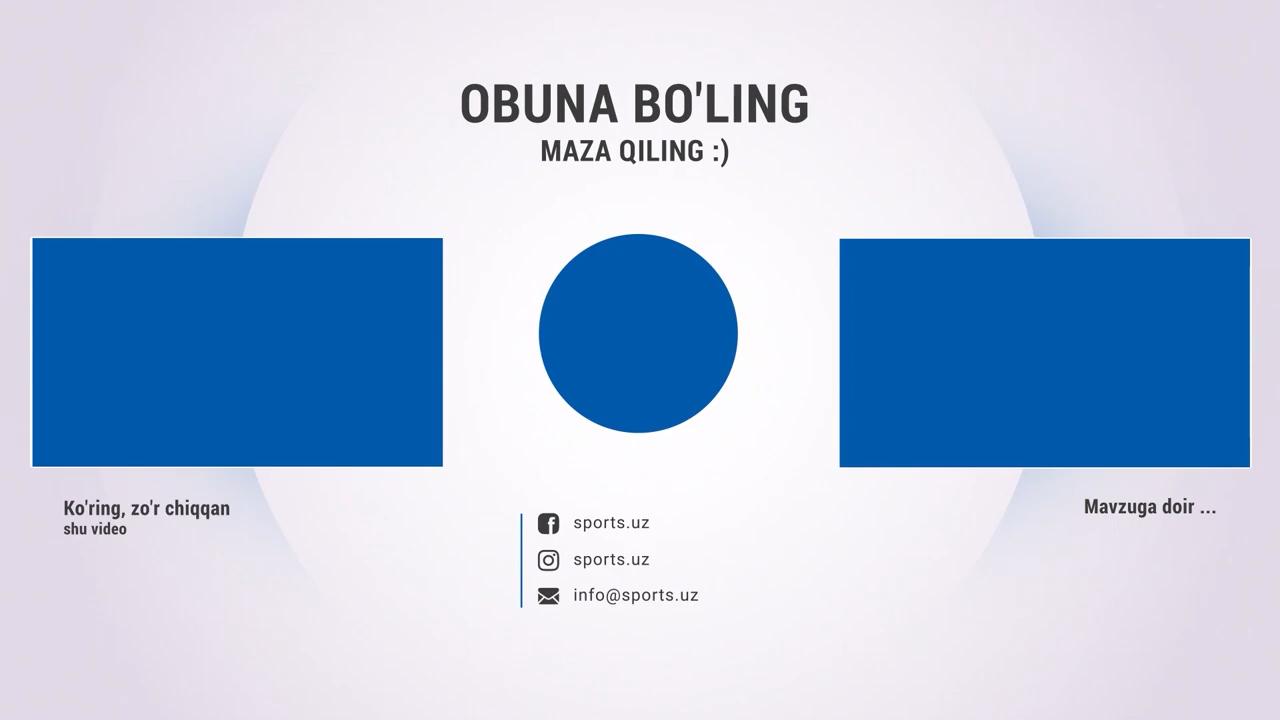 OBUNA BO'LING
MAZA QILING :)
Ko'ring, zo'r chiqqan
shu video
Mavzuga doir ...
sports.uz
sports.uz
info@sports.uz